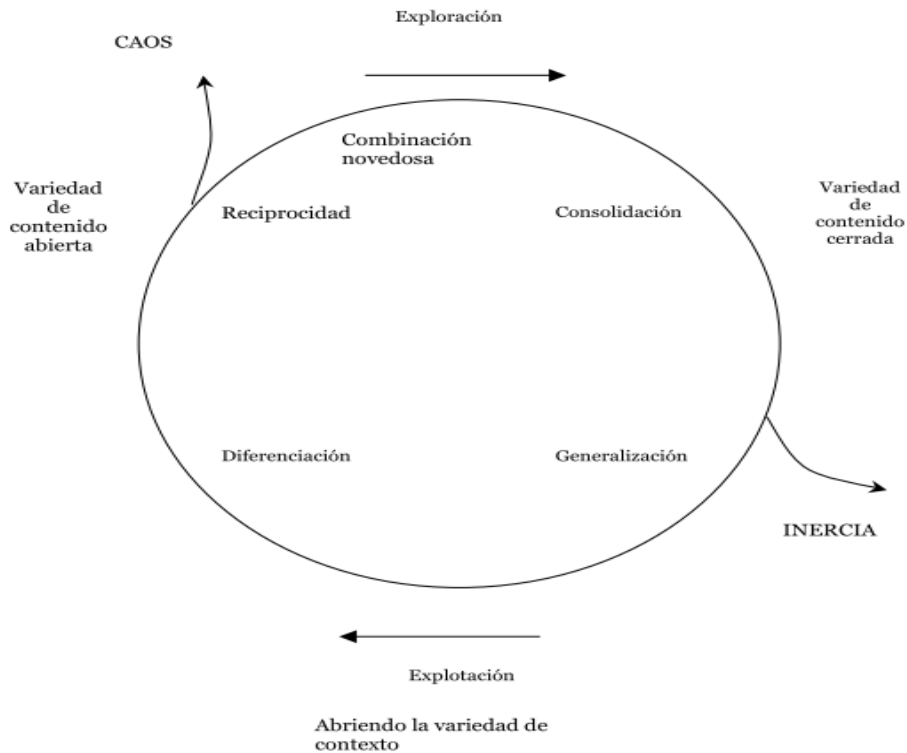 Exploración
CAOS
Combinación
novedosa
Variedad
de
contenido
abierta
Reciprocidad
Consolidación
Variedad
de
contenido
cerrada
Diferenciación
Generalización
INERCIA
Explotación
Abriendo la variedad de
contexto